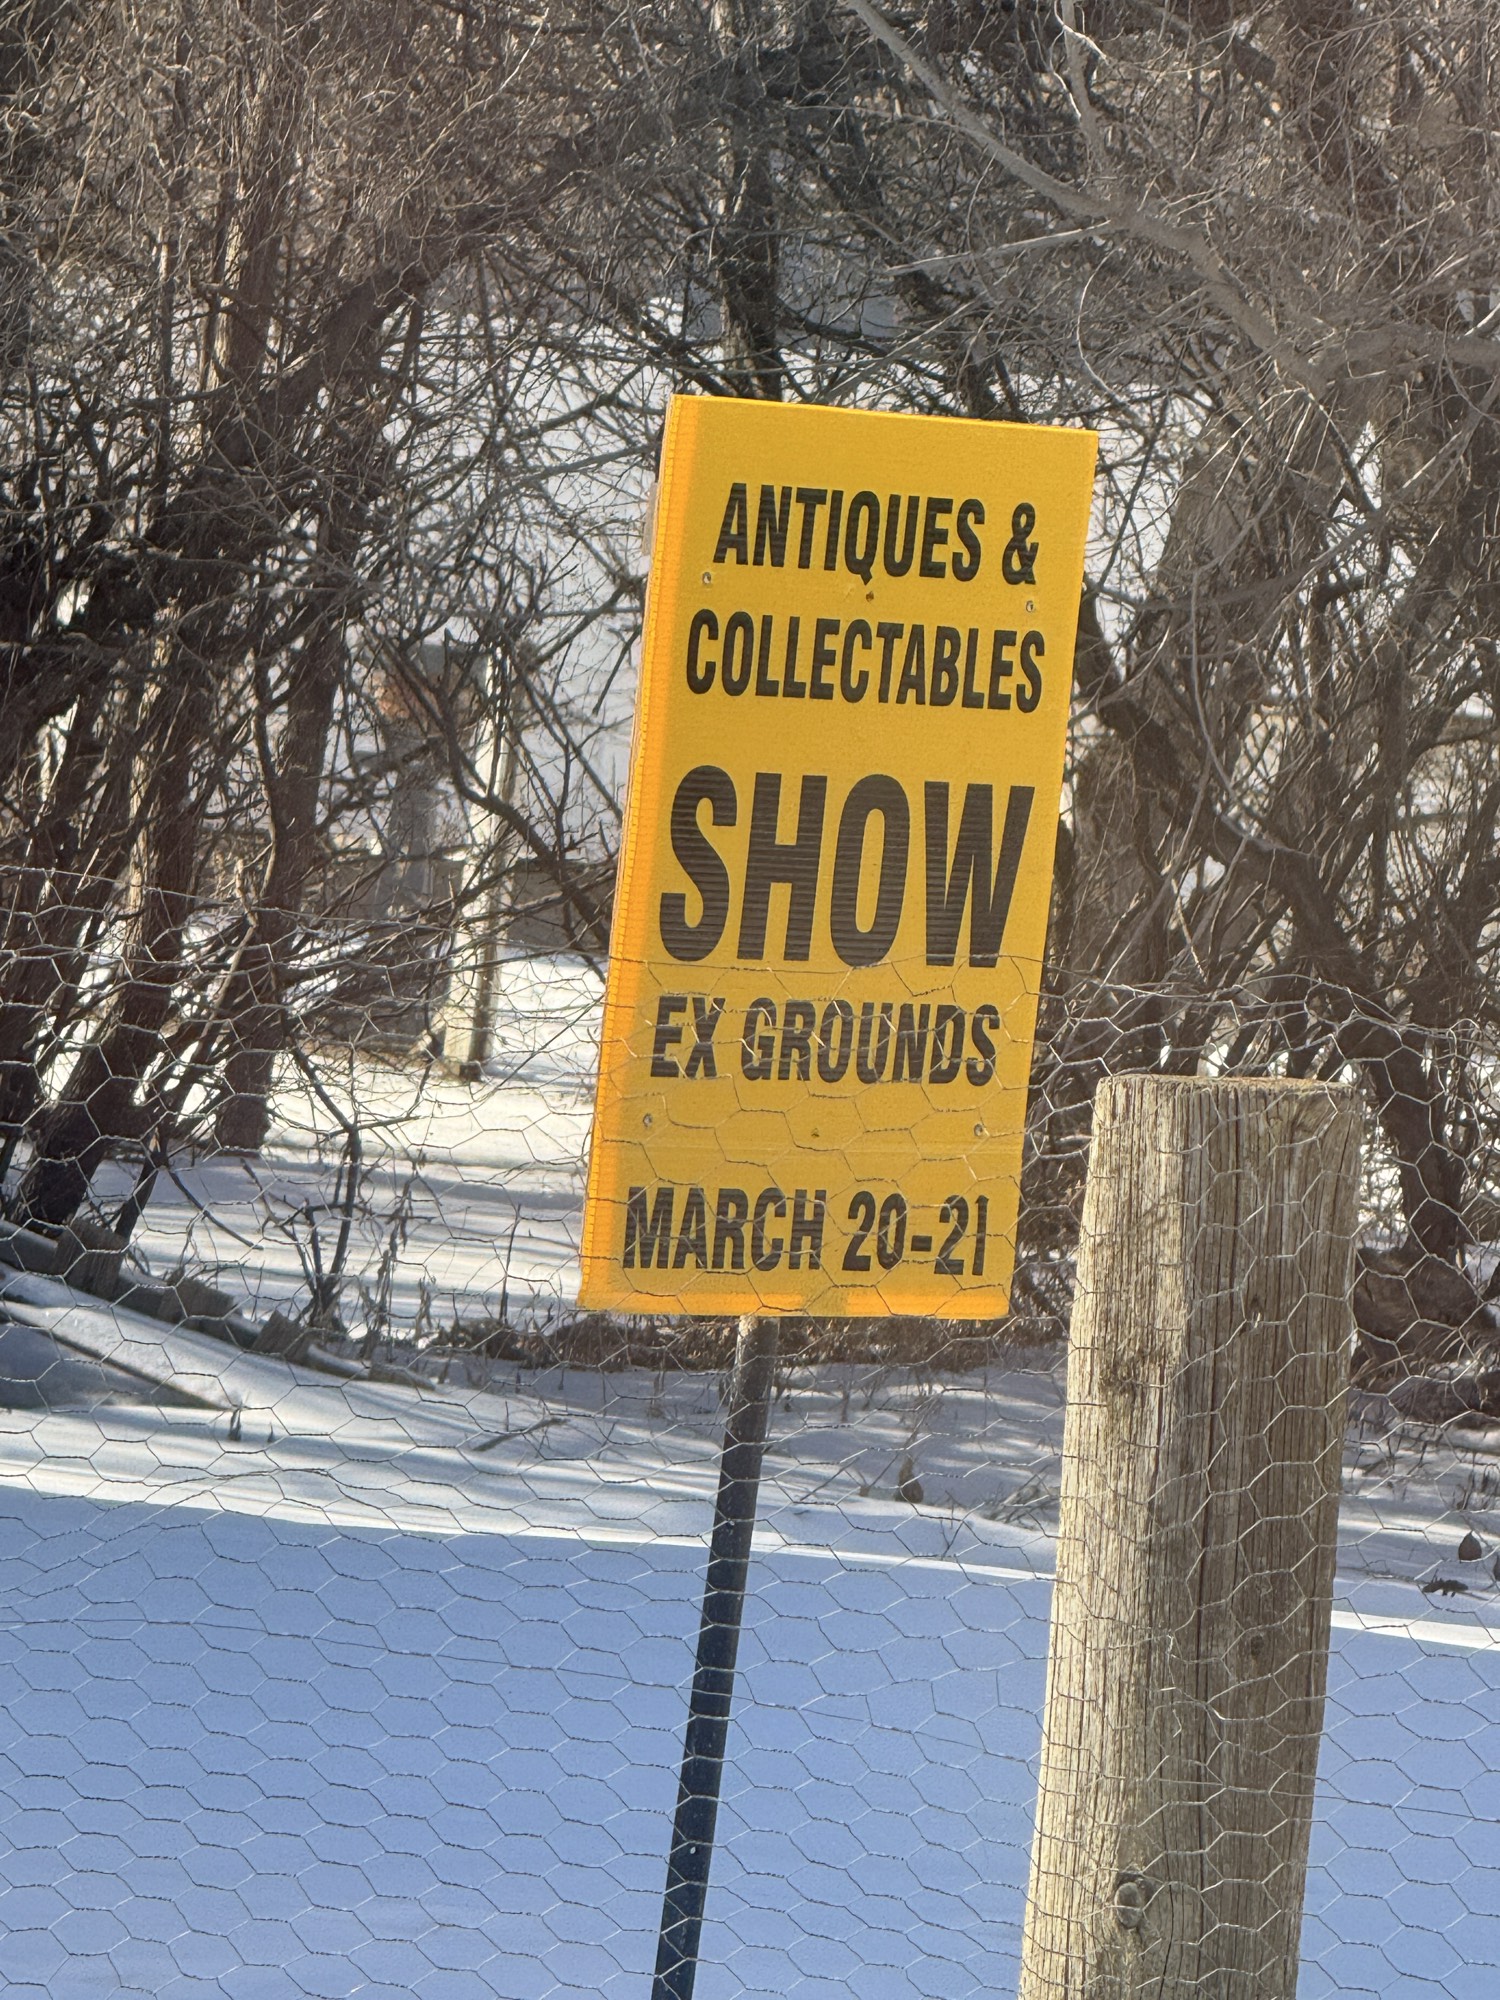 ANTIQUES &
COLLECTABLES
SHOW
EX GROUNDS
MARCH 20-21